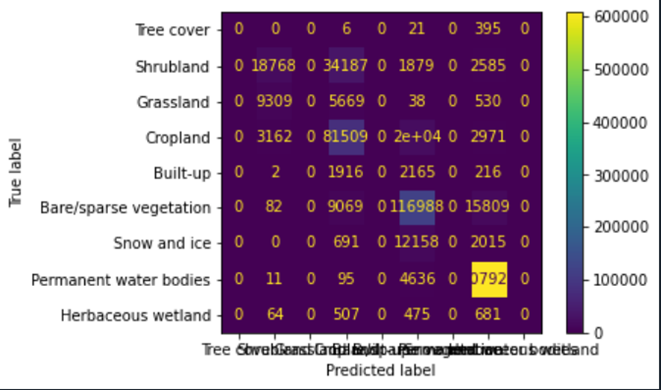 Tree cover 0 0 0 6 0 21 0 395 0
Shrubland 0 18768 0 34187 0 1879 0 2585 0
Grassland 0 9309 0 5669 0 38 0 530 0
Cropland 0 3162 0 81509 0 2e+04 0 2971 0
Built-up 0 2 0 1916 0 2165 0 216 0
Bare/sparse vegetation 0 82 0 9069 0 116988 0 15809 0
Snow and ice 0 0 0 691 0 12158 0 2015 0
Permanent water bodies 0 11 0 95 0 4636 0 0792 0
Herbaceous wetland 0 64 0 507 0 475 0 681 0
True label
Tree
wetland
Predicted label
600000
500000
400000
300000
200000
100000
0